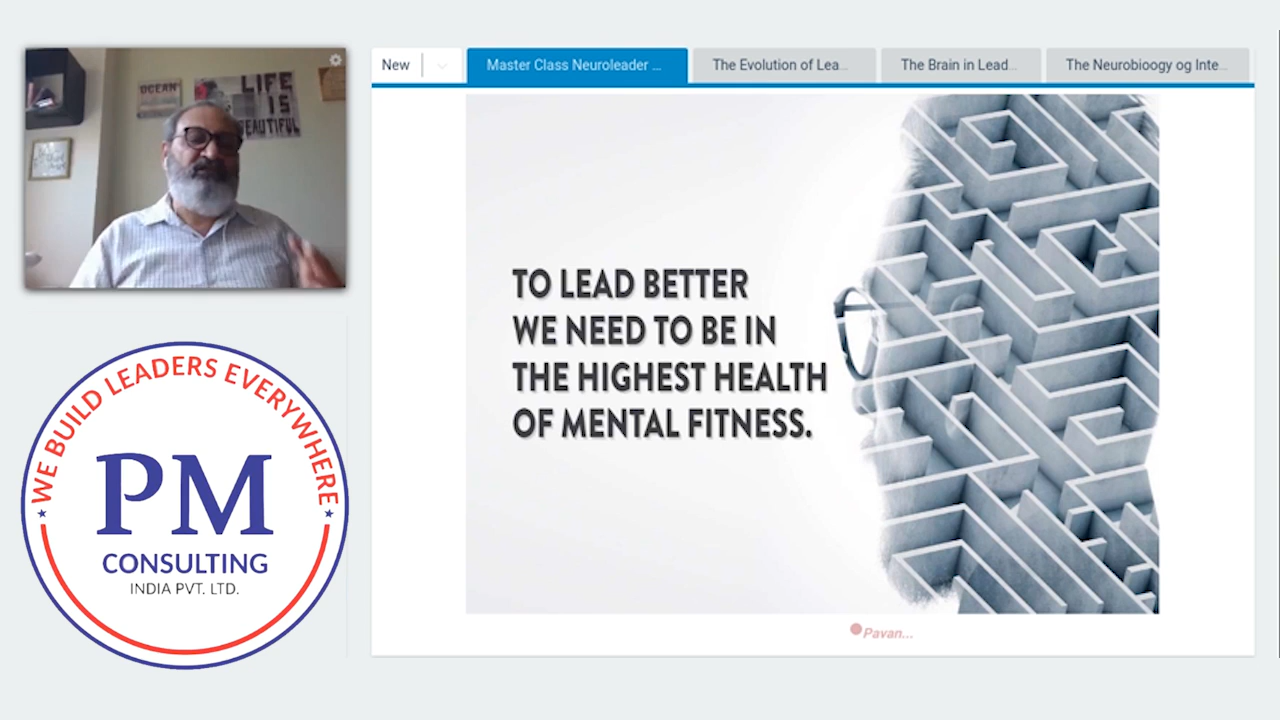 OCEAN
LIFE
IS
BEAUTIFUL
New
Master Class Neuroleader ...
The Evolution of Lea...
The Brain in Lead...
The Neurobioogy og Inte...
TO LEAD BETTER
WE NEED TO BE IN
THE HIGHEST HEALTH
OF MENTAL FITNESS.
Pavan...
WE BUILD LEADERS EVERYWHERE
PM
CONSULTING
INDIA PVT. LTD.